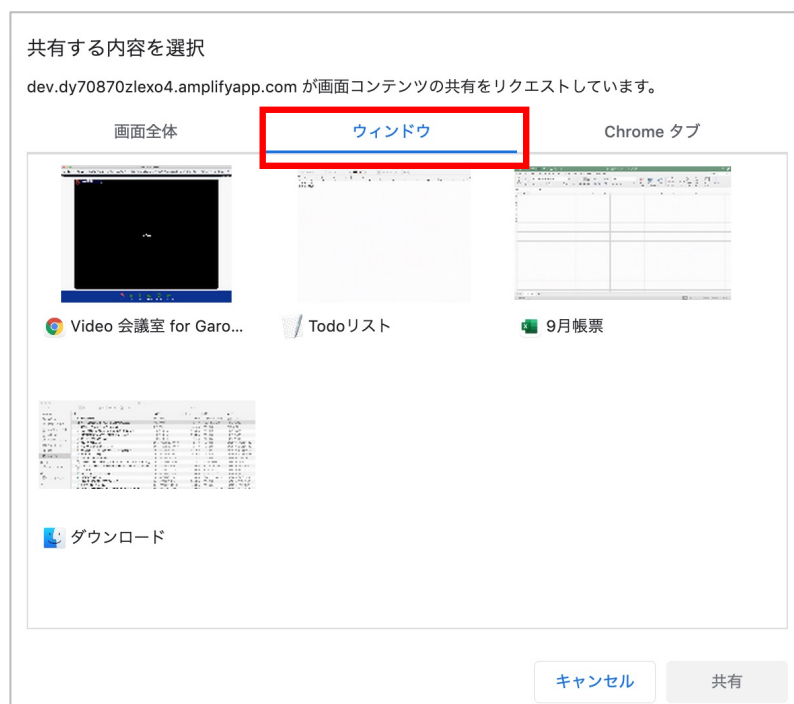 共有する内容を選択
dev.dy70870zlexo4.amplifyapp.com が画面コンテンツの共有をリクエストしています。
画面全体
ウィンドウ
Chrome タブ
Video 会議室 for Garo...
Todoリスト
9月帳票
ダウンロード
キャンセル
共有